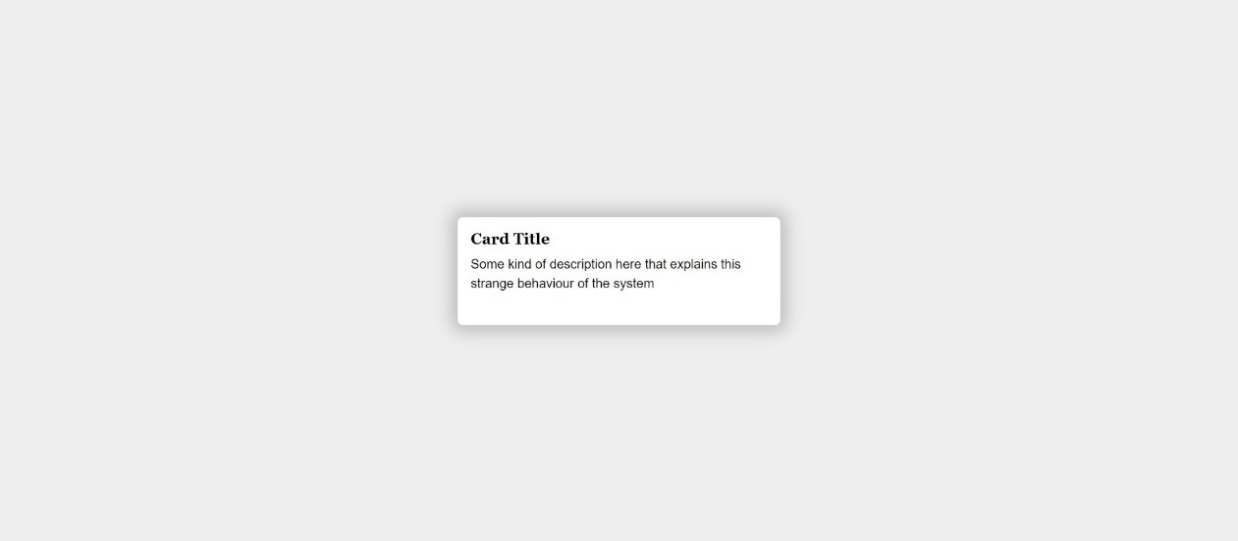 Card Title
Some kind of description here that explains this
strange behaviour of the system